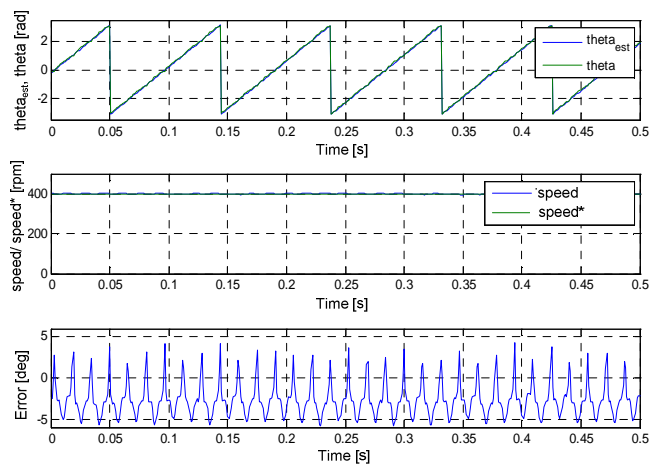 theta_est, theta [rad]
2
0
-2
theta_est
theta
0 0.05 0.1 0.15 0.2 0.25 0.3 0.35 0.4 0.45 0.5
Time [s]
speed/ speed* [rpm]
400
200
0
speed
speed*
0 0.05 0.1 0.15 0.2 0.25 0.3 0.35 0.4 0.45 0.5
Time [s]
Error [deg]
5
0
-5
0 0.05 0.1 0.15 0.2 0.25 0.3 0.35 0.4 0.45 0.5
Time [s]